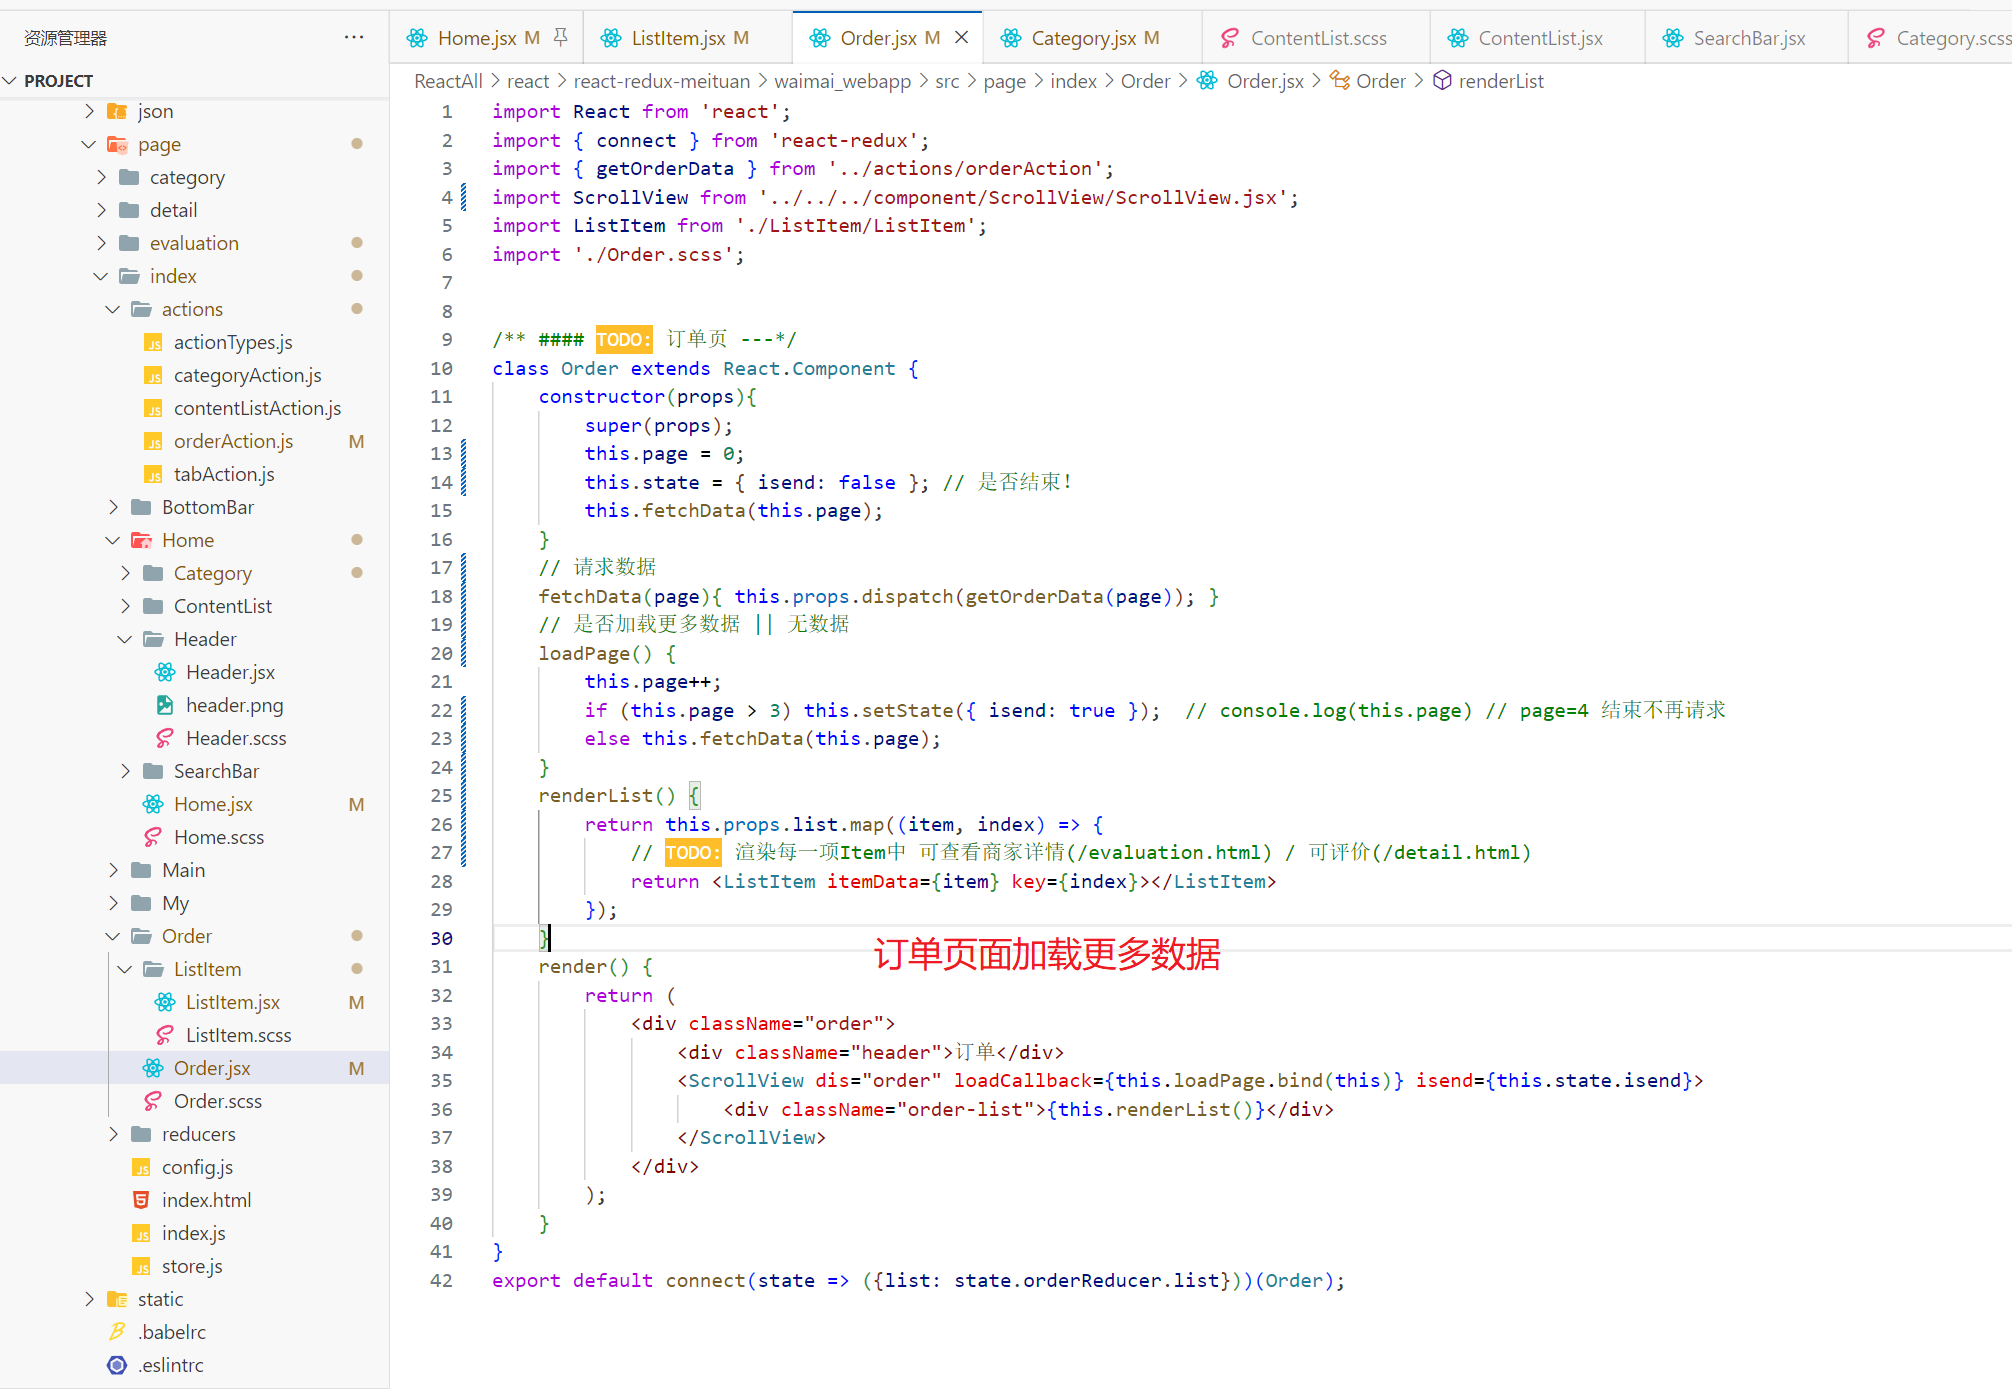 资源管理器 ···
PROJECT
json
page
category
detail
evaluation
index
actions
actionTypes.js
categoryAction.js
contentListAction.js
orderAction.js M
tabAction.js
BottomBar
Home
Category
ContentList
Header
Header.jsx
header.png
Header.scss
SearchBar
Home.jsx M
Home.scss
Main
My
Order
ListItem
ListItem.jsx M
ListItem.scss
Order.jsx M
Order.scss
reducers
config.js
index.html
index.js
store.js
static
.babelrc
.eslintrc
Home.jsx M ListItem.jsx M Order.jsx M Category.jsx M ContentList.scss ContentList.jsx SearchBar.jsx Category.scss
ReactAll > react > react-redux-meituan > waimai_webapp > src > page > index > Order > Order.jsx > Order > renderList
1 import React from 'react';
2 import { connect } from 'react-redux';
3 import { getOrderData } from '../actions/orderAction';
4 import ScrollView from '../../../component/ScrollView/ScrollView.jsx';
5 import ListItem from './ListItem/ListItem';
6 import './Order.scss';
7
8
9 /** #### TODO: 订单页 ---*/
10 class Order extends React.Component {
11 constructor(props){
12 super(props);
13 this.page = 0;
14 this.state = { isend: false }; // 是否结束!
15 this.fetchData(this.page);
16 }
17 // 请求数据
18 fetchData(page){ this.props.dispatch(getOrderData(page)); }
19 // 是否加载更多数据 || 无数据
20 loadPage() {
21 this.page++;
22 if (this.page > 3) this.setState({ isend: true }); // console.log(this.page) // page=4 结束不再请求
23 else this.fetchData(this.page);
24 }
25 renderList() {
26 return this.props.list.map((item, index) => {
27 // TODO: 渲染每一项Item中 可查看商家详情(/evaluation.html) / 可评价(/detail.html)
28 return <ListItem itemData={item} key={index}></ListItem>
29 });
30 }
订单页面加载更多数据
31 render() {
32 return (
33 <div className="order">
34 <div className="header">订单</div>
35 <ScrollView dis="order" loadCallback={this.loadPage.bind(this)} isend={this.state.isend}>
36 <div className="order-list">{this.renderList()}</div>
37 </ScrollView>
38 </div>
39 );
40 }
41 }
42 export default connect(state => ({list: state.orderReducer.list}))(Order);